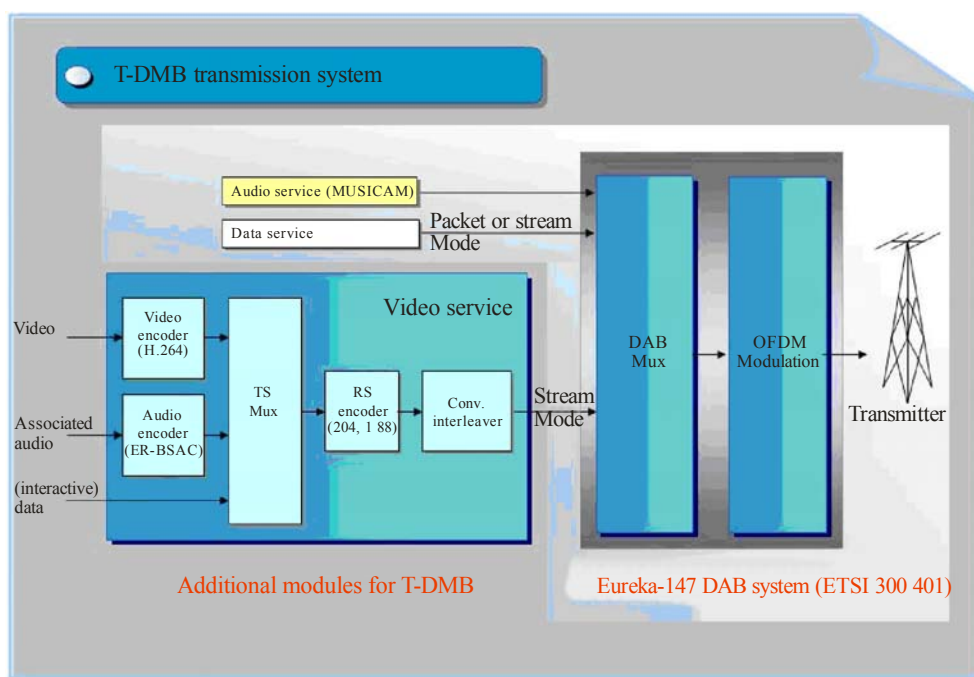 T-DMB transmission system
Audio service (MUSICAM)
Data service
Packet or stream
Mode
Video service
Video
Video
encoder
(H.264)
Associated
audio
Audio
encoder
(ER-BSAC)
(interactive)
data
TS
Mux
RS
encoder
(204, 1 88)
Conv.
interleaver
Stream
Mode
DAB
Mux
OFDM
Modulation
Transmitter
Additional modules for T-DMB
Eureka-147 DAB system (ETSI 300 401)